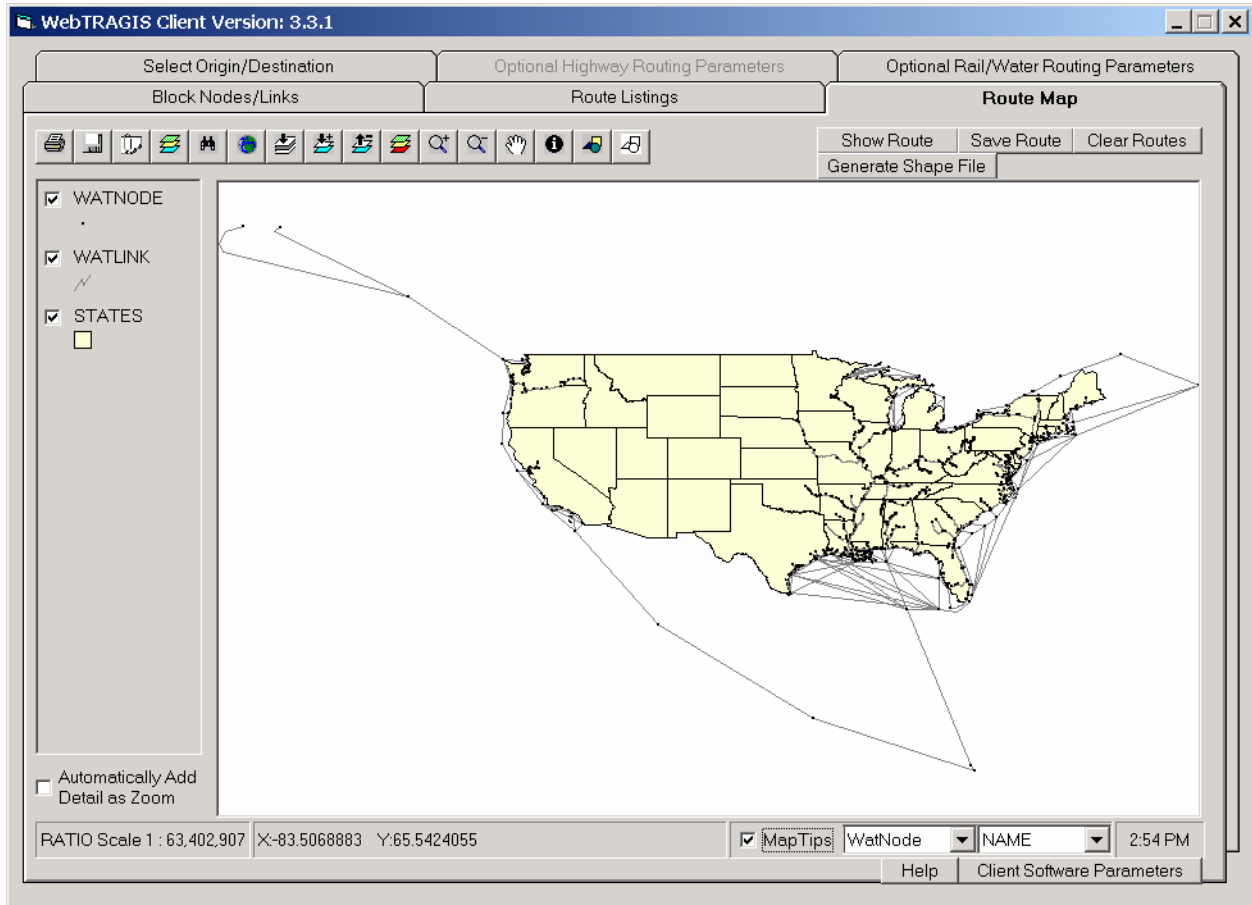 WebTRAGIS Client Version: 3.3.1
Select Origin/Destination
Optional Highway Routing Parameters
Optional Rail/Water Routing Parameters
Block Nodes/Links
Route Listings
Route Map
Show Route
Save Route
Clear Routes
Generate Shape File
WATNODE
WATLINK
STATES
Automatically Add
Detail as Zoom
RATIO Scale 1 : 63,402,907
X:-83.5068883 Y:65.5424055
MapTips
WatNode
NAME
2:54 PM
Help
Client Software Parameters